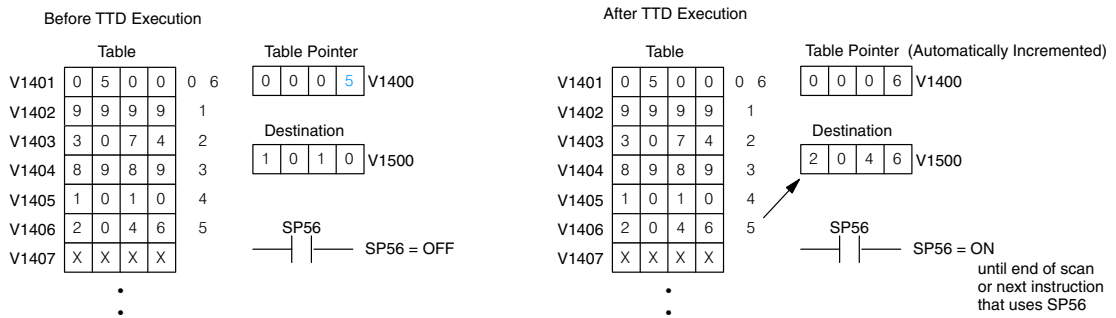 Before TTD Execution
Table
Table Pointer
V1401 0 5 0 0 0 6
0 0 0 5 V1400
V1402 9 9 9 9 1
V1403 3 0 7 4 2
Destination
V1404 8 9 8 9 3
1 0 1 0 V1500
V1405 1 0 1 0 4
V1406 2 0 4 6 5
V1407 X X X X
SP56
SP56 = OFF
After TTD Execution
Table
Table Pointer (Automatically Incremented)
V1401 0 5 0 0 0 6
0 0 0 6 V1400
V1402 9 9 9 9 1
V1403 3 0 7 4 2
Destination
V1404 8 9 8 9 3
2 0 4 6 V1500
V1405 1 0 1 0 4
V1406 2 0 4 6 5
V1407 X X X X
SP56
SP56 = ON
until end of scan
or next instruction
that uses SP56